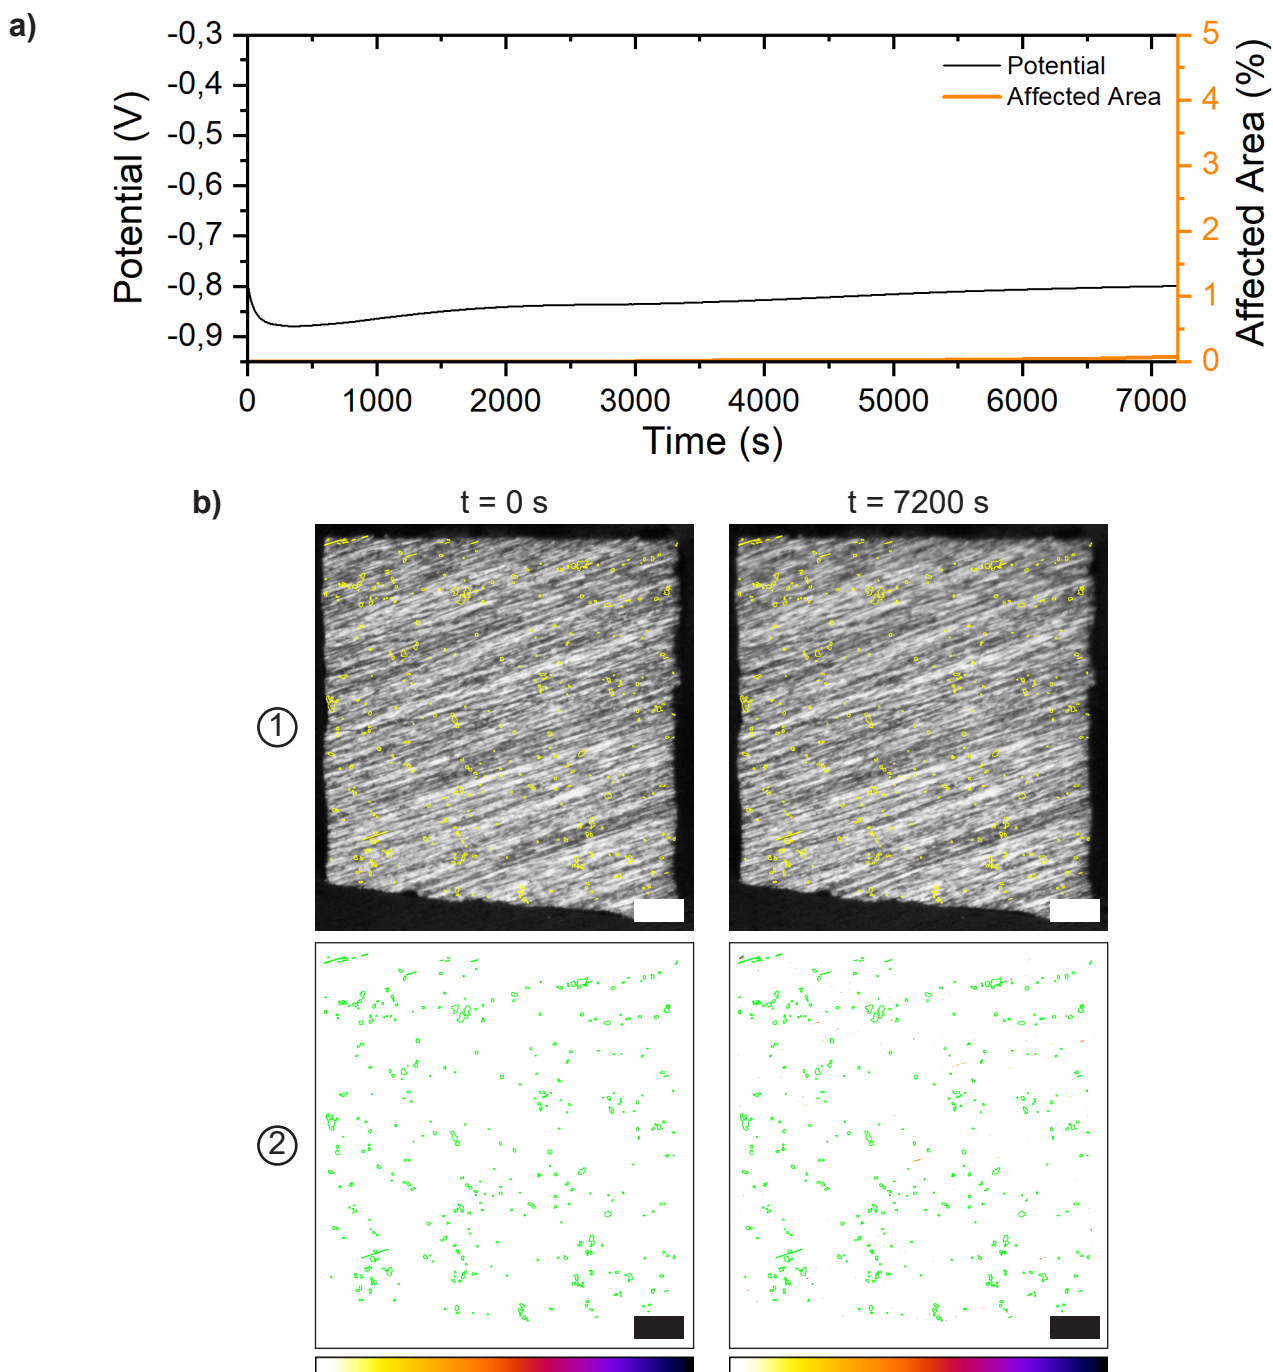 a)
-0,3
-0,4
-0,5
-0,6
-0,7
-0,8
-0,9
Potential (V)
5
4
3
2
1
0
Affected Area (%)
Potential
Affected Area
0 1000 2000 3000 4000 5000 6000 7000
Time (s)
b)
t = 0 s t = 7200 s
1
2